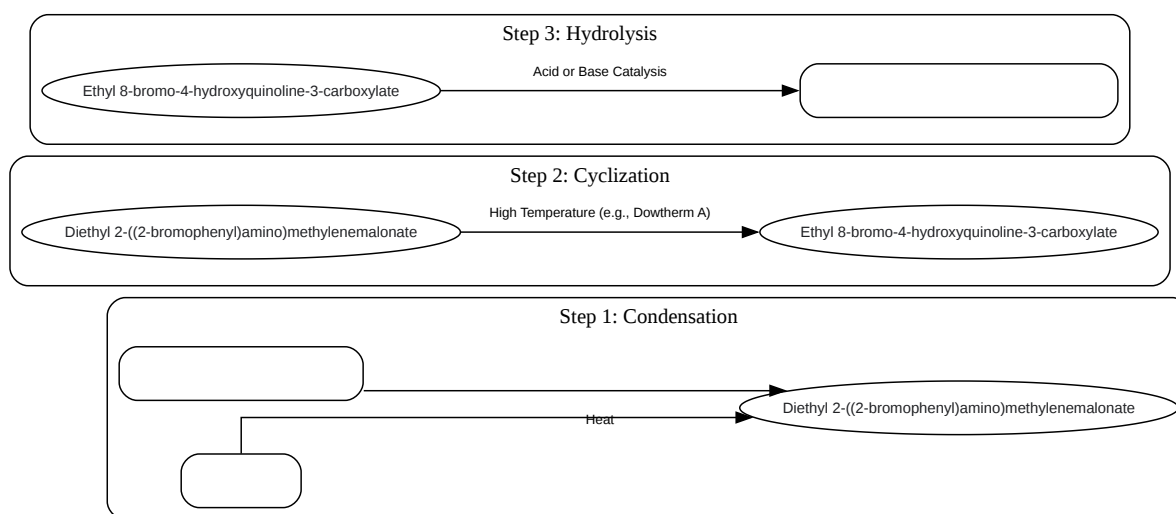 Step 3: Hydrolysis
Acid or Base Catalysis
Ethyl 8-bromo-4-hydroxyquinoline-3-carboxylate
Step 2: Cyclization
High Temperature (e.g., Dowtherm A)
Diethyl 2-((2-bromophenyl)amino)methylenemalonate
Ethyl 8-bromo-4-hydroxyquinoline-3-carboxylate
Step 1: Condensation
Diethyl 2-((2-bromophenyl)amino)methylenemalonate
Heat